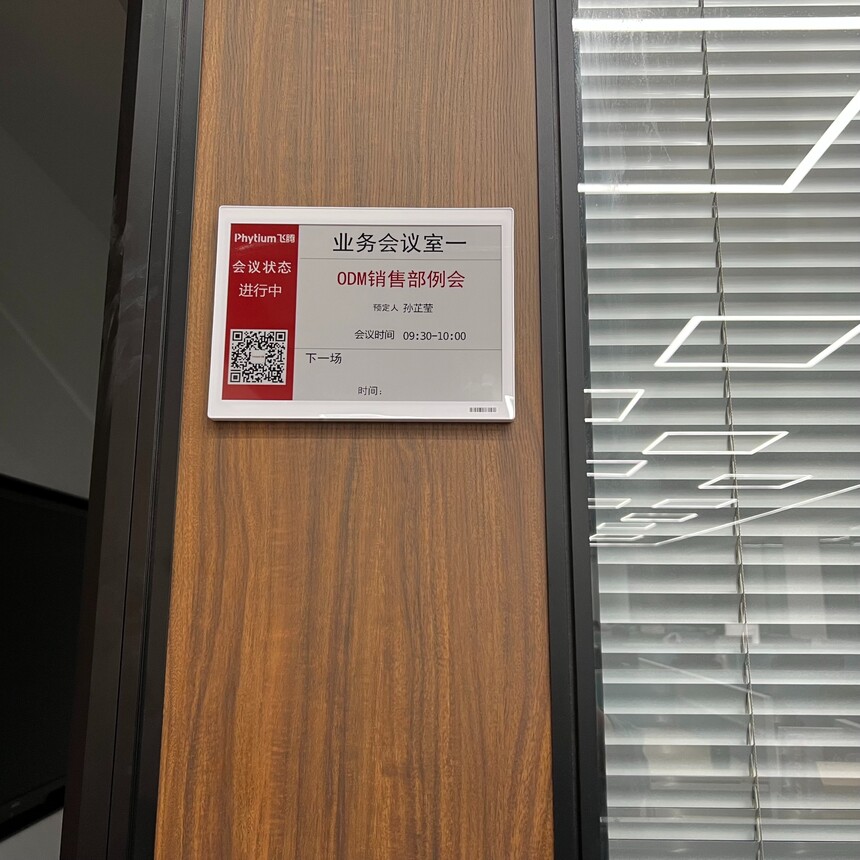 Phytium飞腾
会议状态
进行中
业务会议室一
ODM销售部例会
预定人 孙芷莹
会议时间 09:30-10:00
下一场
时间：